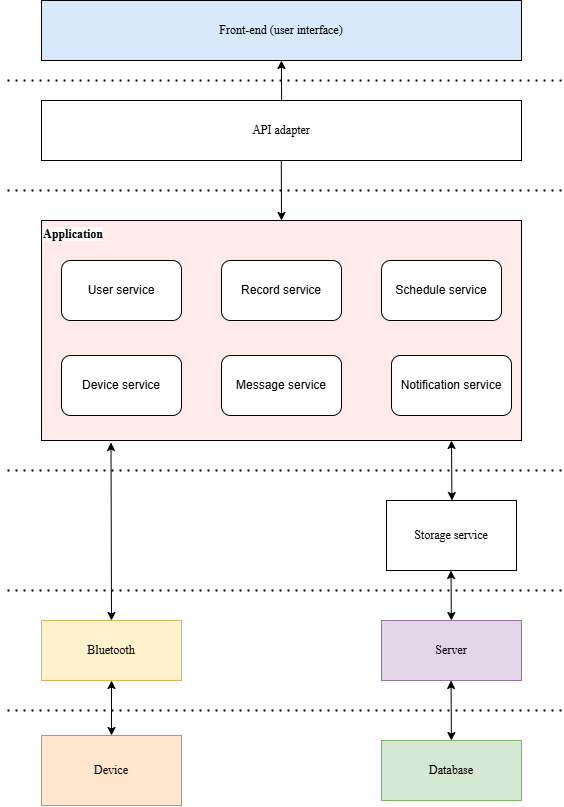 Front-end (user interface)
API adapter
Application
User service
Record service
Schedule service
Device service
Message service
Notification service
Storage service
Bluetooth
Server
Device
Database